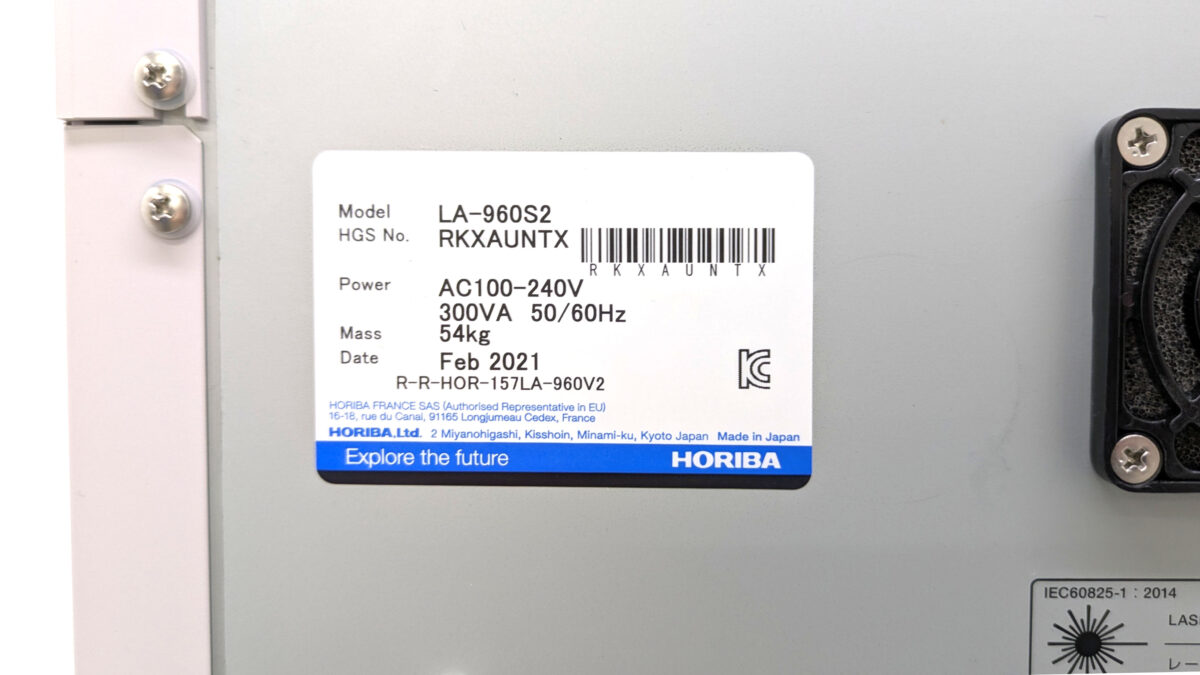 Model LA-960S2
HGS No. RKXAUNTX
RKXAUNTX
Power AC100-240V
300VA 50/60Hz
Mass 54kg
Date Feb 2021
R-R-HOR-157LA-960V2
HORIBA FRANCE SAS (Authorised Representative in EU)
16-18, rue du Canal, 91165 Longjumeau Cedex, France
HORIBA,Ltd. 2 Miyanohigashi, Kisshoin, Minami-ku, Kyoto Japan Made in Japan
Explore the future HORIBA
IEC60825-1 : 2014